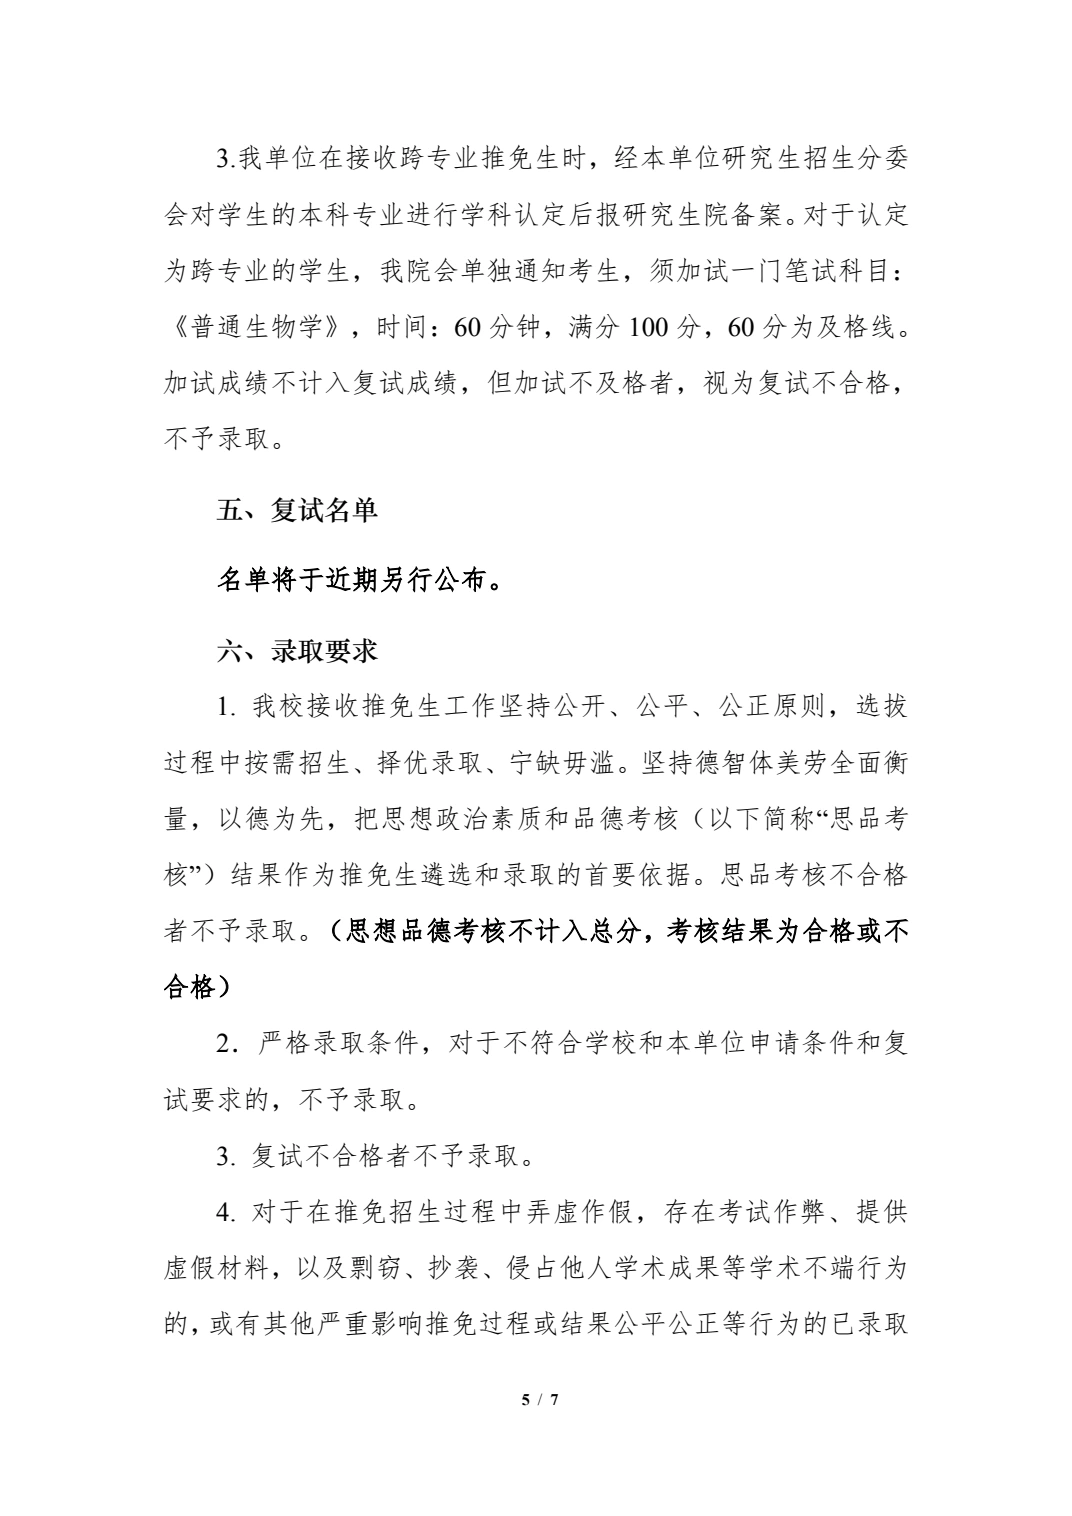 3.我单位在接收跨专业推免生时，经本单位研究生招生分委
会对学生的本科专业进行学科认定后报研究生院备案。对于认定
为跨专业的学生，我院会单独通知考生，须加试一门笔试科目：
《普通生物学》，时间：60 分钟，满分 100 分，60 分为及格线。
加试成绩不计入复试成绩，但加试不及格者，视为复试不合格，
不予录取。
五、复试名单
名单将于近期另行公布。
六、录取要求
1. 我校接收推免生工作坚持公开、公平、公正原则，选拔
过程中按需招生、择优录取、宁缺毋滥。坚持德智体美劳全面衡
量，以德为先，把思想政治素质和品德考核（以下简称“思品考
核”）结果作为推免生遴选和录取的首要依据。思品考核不合格
者不予录取。（思想品德考核不计入总分，考核结果为合格或不
合格）
2．严格录取条件，对于不符合学校和本单位申请条件和复
试要求的，不予录取。
3. 复试不合格者不予录取。
4. 对于在推免招生过程中弄虚作假，存在考试作弊、提供
虚假材料，以及剽窃、抄袭、侵占他人学术成果等学术不端行为
的，或有其他严重影响推免过程或结果公平公正等行为的已录取
5 / 7